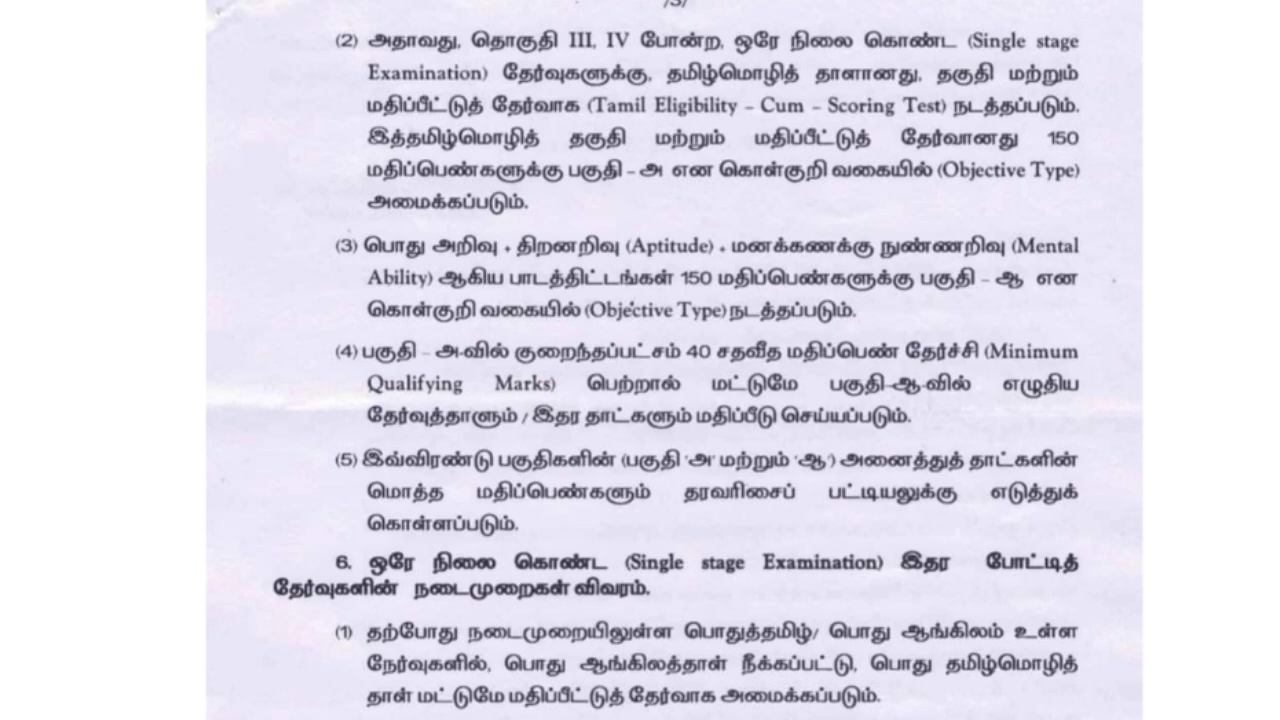 /3/
(2) அதாவது, தொகுதி III, IV போன்ற, ஒரே நிலை கொண்ட (Single stage
Examination) தேர்வுகளுக்கு, தமிழ்மொழித் தாளானது, தகுதி மற்றும்
மதிப்பீட்டுத் தேர்வாக (Tamil Eligibility – Cum – Scoring Test) நடத்தப்படும்.
இத்தமிழ்மொழித் தகுதி மற்றும் மதிப்பீட்டுத் தேர்வானது 150
மதிப்பெண்களுக்கு பகுதி – அ என கொள்குறி வகையில் (Objective Type)
அமைக்கப்படும்.
(3) பொது அறிவு + திறனறிவு (Aptitude) + மனக்கணக்கு நுண்ணறிவு (Mental
Ability) ஆகிய பாடத்திட்டங்கள் 150 மதிப்பெண்களுக்கு பகுதி – ஆ என
கொள்குறி வகையில் (Objective Type) நடத்தப்படும்.
(4) பகுதி – அ-வில் குறைந்தப்பட்சம் 40 சதவீத மதிப்பெண் தேர்ச்சி (Minimum
Qualifying Marks) பெற்றால் மட்டுமே பகுதி-ஆ-வில் எழுதிய
தேர்வுத்தாளும் / இதர தாட்களும் மதிப்பீடு செய்யப்படும்.
(5) இவ்விரண்டு பகுதிகளின் (பகுதி 'அ' மற்றும் 'ஆ') அனைத்துத் தாட்களின்
மொத்த மதிப்பெண்களும் தரவரிசைப் பட்டியலுக்கு எடுத்துக்
கொள்ளப்படும்.
6. ஒரே நிலை கொண்ட (Single stage Examination) இதர போட்டித்
தேர்வுகளின் நடைமுறைகள் விவரம்.
(1) தற்போது நடைமுறையிலுள்ள பொதுத்தமிழ்/ பொது ஆங்கிலம் உள்ள
நேர்வுகளில், பொது ஆங்கிலத்தாள் நீக்கப்பட்டு, பொது தமிழ்மொழித்
தாள் மட்டுமே மதிப்பீட்டுத் தேர்வாக அமைக்கப்படும்.